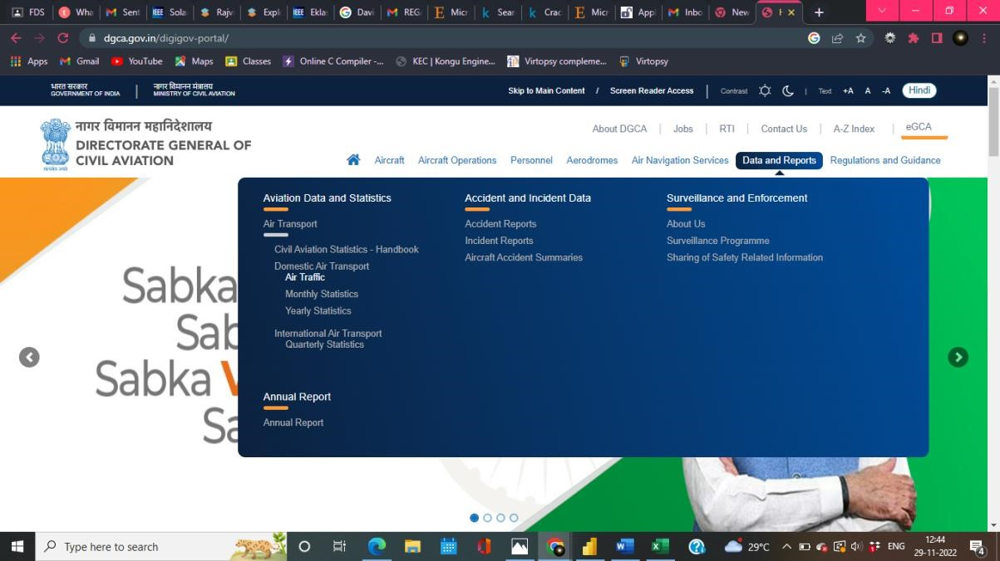 FDS Wha Sent IEEE Sola Rajv Expl IEEE Ekla Davi REG Micr Sear Crac Micr Appl Inbo New
dgca.gov.in/digigov-portal/
Apps Gmail YouTube Maps Classes Online C Compiler -... KEC | Kongu Engine... Virtopsy compleme... Virtopsy
भारत सरकार
GOVERNMENT OF INDIA
नागर विमानन मंत्रालय
MINISTRY OF CIVIL AVIATION
Skip to Main Content / Screen Reader Access Contrast | Text +A A -A Hindi
नागर विमानन महानिदेशालय
DIRECTORATE GENERAL OF
CIVIL AVIATION
About DGCA | Jobs | RTI | Contact Us | A-Z Index | eGCA
Aircraft Aircraft Operations Personnel Aerodromes Air Navigation Services Data and Reports Regulations and Guidance
Aviation Data and Statistics
Air Transport
Civil Aviation Statistics - Handbook
Domestic Air Transport
Air Traffic
Monthly Statistics
Yearly Statistics
International Air Transport
Quarterly Statistics
Annual Report
Annual Report
Accident and Incident Data
Accident Reports
Incident Reports
Aircraft Accident Summaries
Surveillance and Enforcement
About Us
Surveillance Programme
Sharing of Safety Related Information
Sabka
Sab
Sabka V
Sa
Type here to search
29°C
ENG
12:44
29-11-2022
4